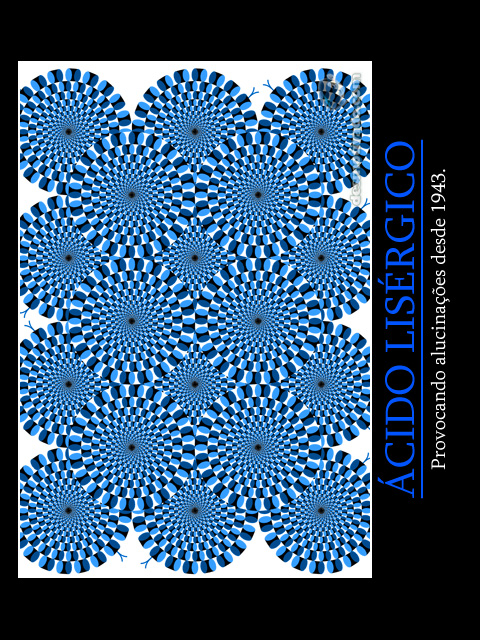 ÁCIDO LISÉRGICO
Provocando alucinações desde 1943.